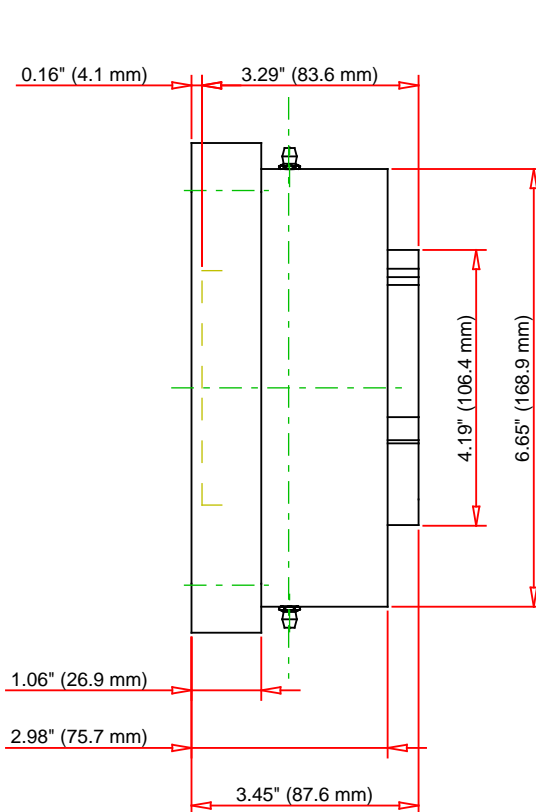 0.16" (4.1 mm)
3.29" (83.6 mm)
4.19" (106.4 mm)
6.65" (168.9 mm)
1.06" (26.9 mm)
2.98" (75.7 mm)
3.45" (87.6 mm)